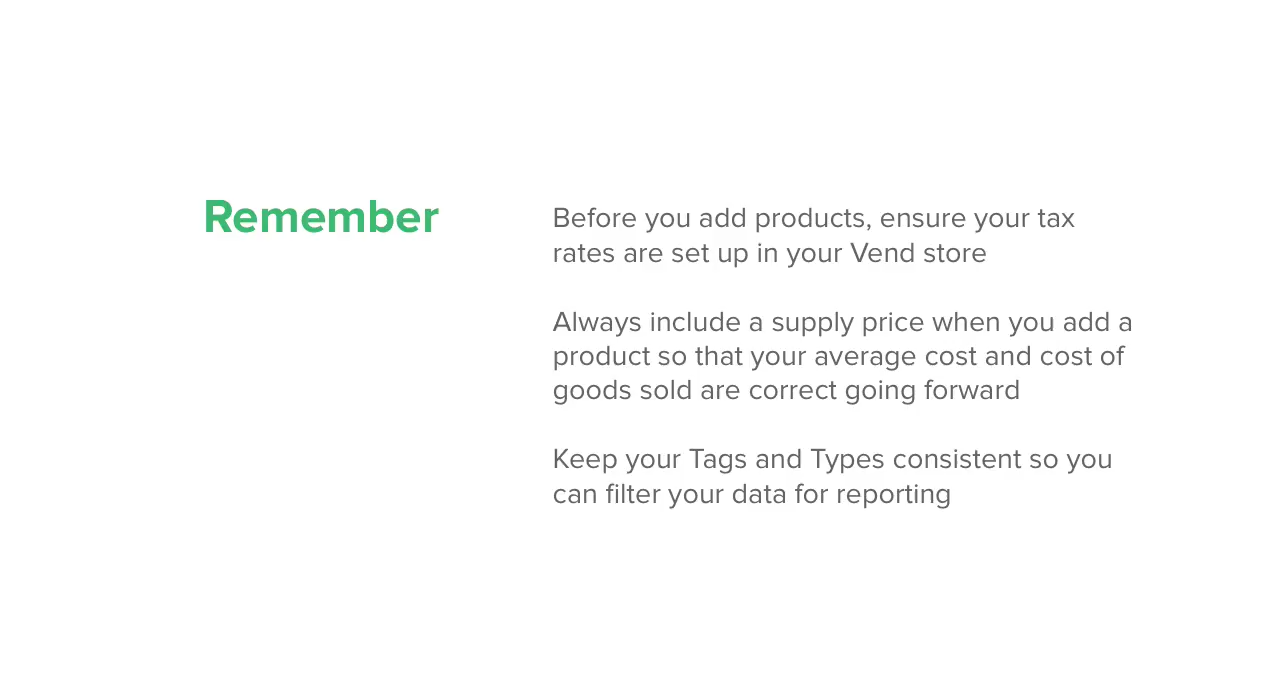 Remember
Before you add products, ensure your tax
rates are set up in your Vend store
Always include a supply price when you add a
product so that your average cost and cost of
goods sold are correct going forward
Keep your Tags and Types consistent so you
can filter your data for reporting